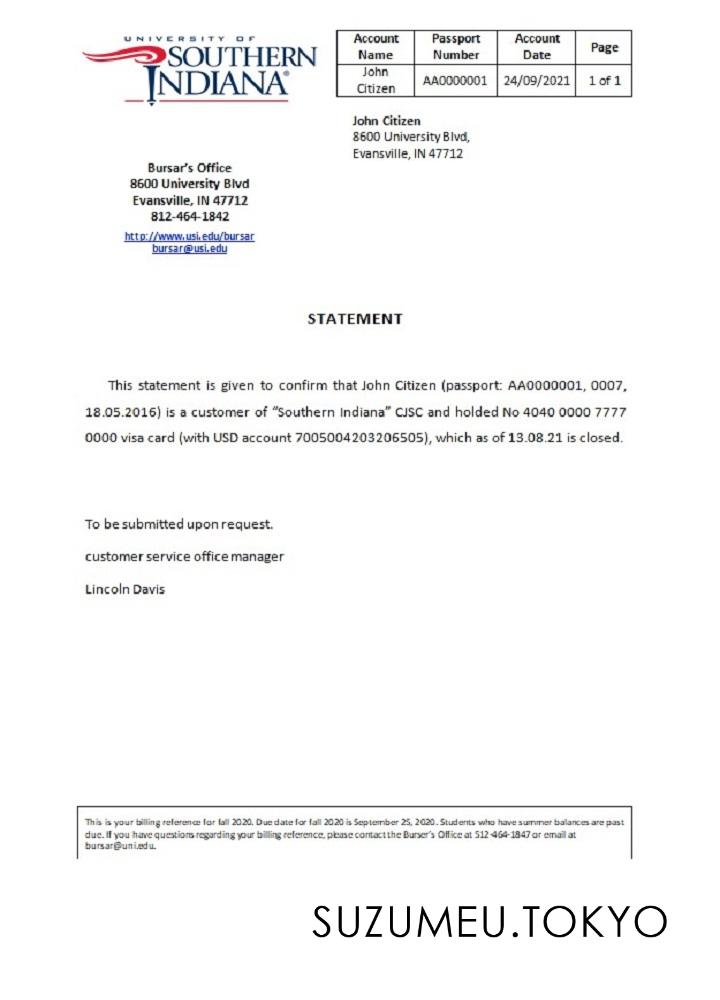 UNIVERSITY OF
SOUTHERN
INDIANA®
Account Name Passport Number Account Date Page
John Citizen AA0000001 24/09/2021 1 of 1
John Citizen
8600 University Blvd,
Evansville, IN 47712
Bursar's Office
8600 University Blvd
Evansville, IN 47712
812-464-1842
http://www.usi.edu/bursar
bursar@usi.edu
STATEMENT
This statement is given to confirm that John Citizen (passport: AA0000001, 0007,
18.05.2016) is a customer of "Southern Indiana" CJSC and holded No 4040 0000 7777
0000 visa card (with USD account 7005004203206505), which as of 13.08.21 is closed.
To be submitted upon request.
customer service office manager
Lincoln Davis
This is your billing reference for fall 2020. Due date for fall 2020 is September 25, 2020. Students who have summer balances are past
due. If you have questions regarding your billing reference, please contact the Burser's Office at 512-464-1847 or email at
bursar@uni.edu.
SUZUMEU.TOKYO